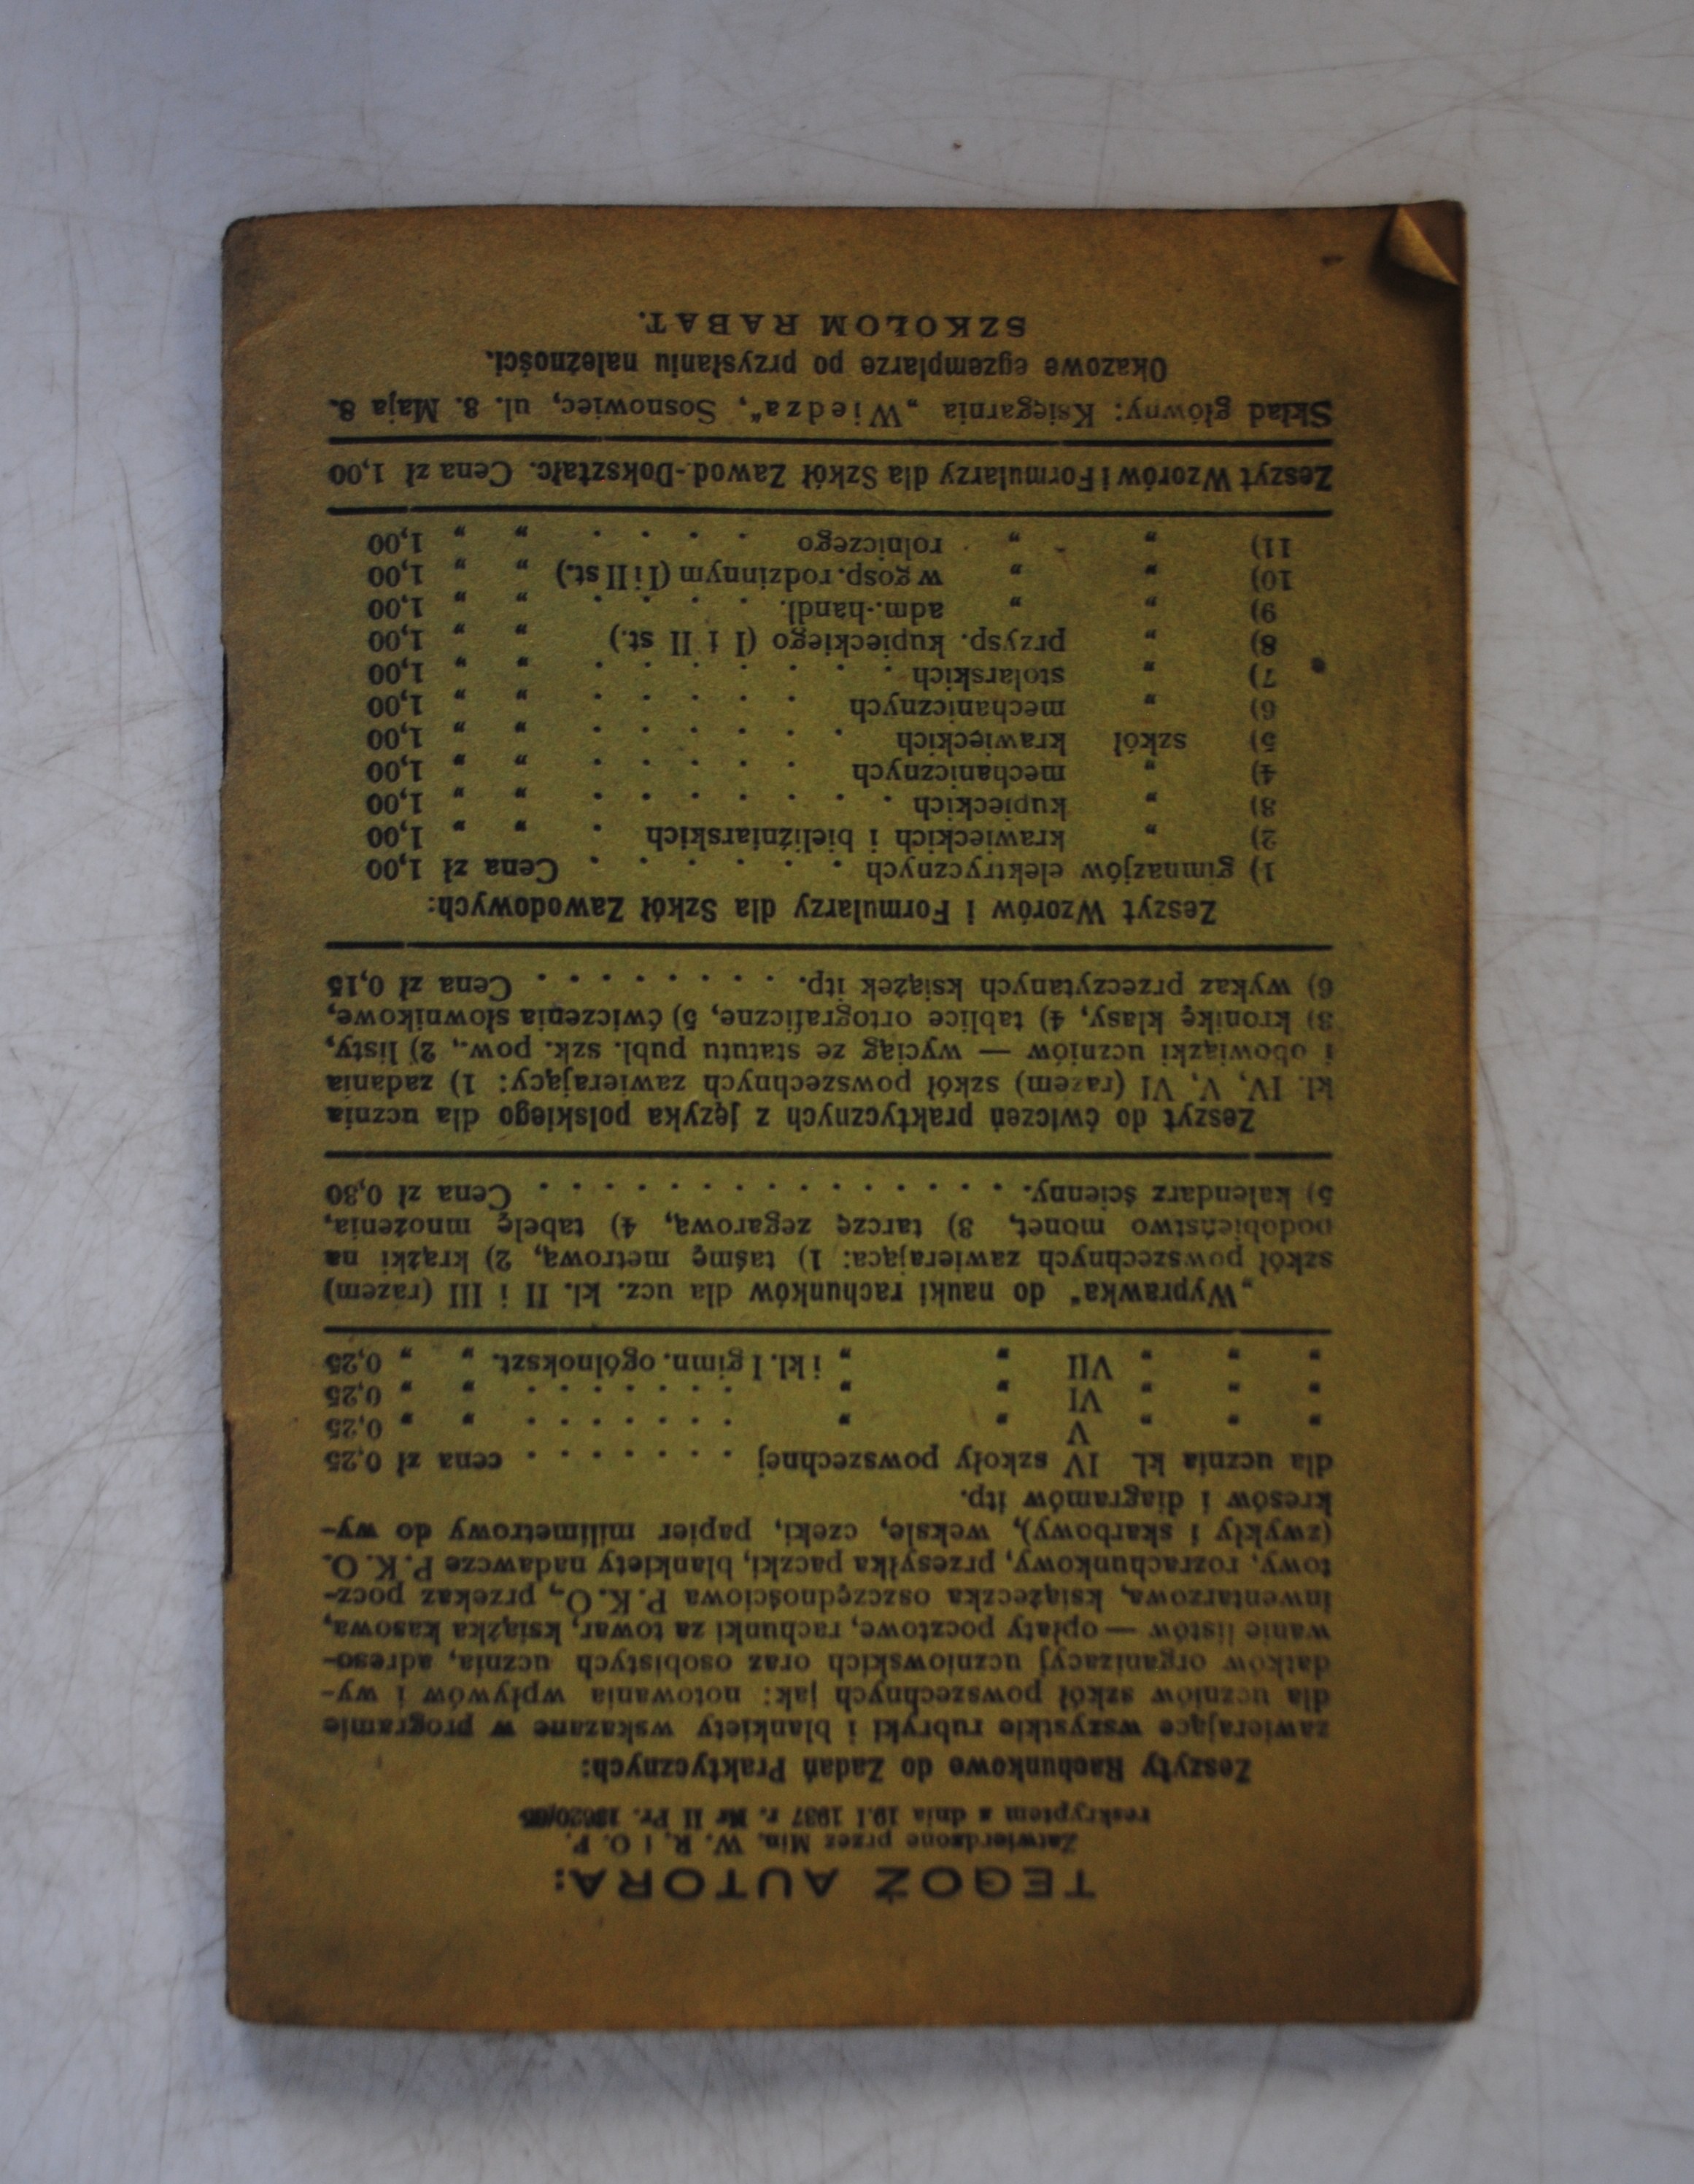 TEGOŻ AUTORA:
Zatwierdzone przez Min. W. R. i O. P.
reskryptem z dnia 19.I 1937 r. Nr II Pr.
Zeszyty Rachunkowe do Zadań Praktycznych:
zawierające wszystkie rubryki i blankiety wskazane w programie
dla uczniów szkół powszechnych jak: notowania wpływów i wy-
datków organizacyj uczniowskich oraz osobistych ucznia, adreso-
wanie listów — opłaty pocztowe, rachunki za towar, książka kasowa,
inwentarzowa, książeczka oszczędnościowa P. K. O., przekaz pocz-
towy, rozrachunkowy, przesyłka paczki, blankiety nadawcze P. K. O.
(zwykły i skarbowy), weksle, czeki, papier milimetrowy do wy-
kresów i diagramów itp.
dla ucznia kl. IV szkoły powszechnej . . . . . . . cena zł 0,25
„ „ „ V „ „ . . . . . . . „ „ 0,25
„ „ „ VI „ „ . . . . . . . „ „ 0,25
„ „ „ VII „ „ i kl. I gimn. ogólnokszt. „ „ 0,25
„Wyprawka" do nauki rachunków dla ucz. kl. II i III (razem)
szkół powszechnych zawierająca: 1) taśmę metrową, 2) krążki na
podobieństwo monet, 3) tarczę zegarową, 4) tabelę mnożenia,
5) kalendarz ścienny. . . . . . . . . . . . . . . . Cena zł 0,30
Zeszyt do ćwiczeń praktycznych z języka polskiego dla ucznia
kl. IV, V, VI (razem) szkół powszechnych zawierający: 1) zadania
i obowiązki uczniów — wyciąg ze statutu publ. szk. pow., 2) listy,
3) kronikę klasy, 4) tablice ortograficzne, 5) ćwiczenia słownikowe,
6) wykaz przeczytanych książek itp. . . . . . . . . Cena zł 0,15
Zeszyt Wzorów i Formularzy dla Szkół Zawodowych:
1) gimnazjów elektrycznych . . . . . . . Cena zł 1,00
2) „ krawieckich i bieliźniarskich . „ „ 1,00
3) „ kupieckich . . . . . . . „ „ 1,00
4) „ mechanicznych . . . . . „ „ 1,00
5) szkół krawieckich . . . . . . „ „ 1,00
6) „ mechanicznych . . . . . „ „ 1,00
7) „ stolarskich . . . . . . . „ „ 1,00
8) „ przysp. kupieckiego (I i II st.) „ „ 1,00
9) „ „ adm.-handl. . . . . „ „ 1,00
10) „ „ w gosp. rodzinnym (I i II st.) „ „ 1,00
11) „ „ rolniczego . . . . „ „ 1,00
Zeszyt Wzorów i Formularzy dla Szkół Zawod.-Dokształc. Cena zł 1,00
Skład główny: Księgarnia „Wiedza", Sosnowiec, ul. 3. Maja 8.
Okazowe egzemplarze po przysłaniu należności.
SZKOŁOM RABAT.